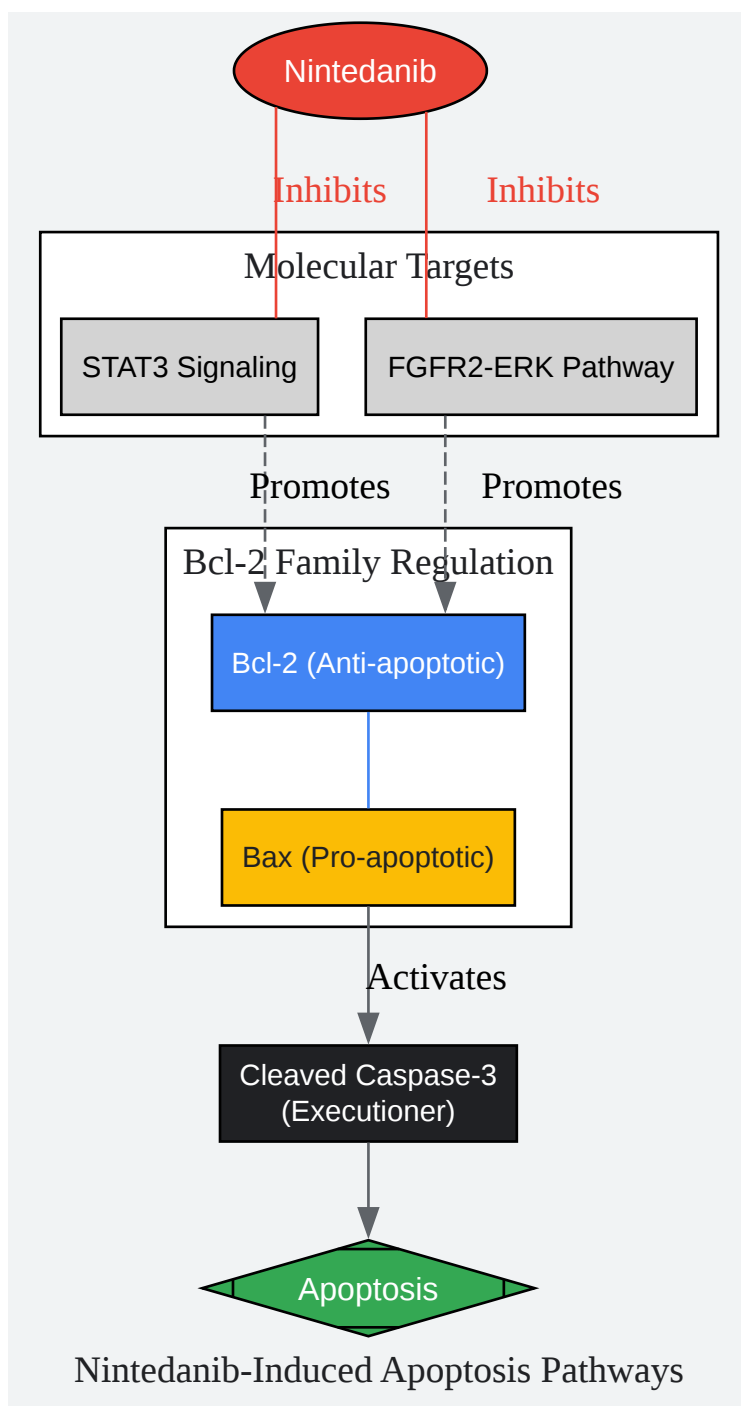 Nintedanib
Inhibits
Inhibits
Molecular Targets
STAT3 Signaling
FGFR2-ERK Pathway
Promotes
Promotes
Bcl-2 Family Regulation
Bcl-2 (Anti-apoptotic)
Bax (Pro-apoptotic)
Activates
Cleaved Caspase-3
(Executioner)
Apoptosis
Nintedanib-Induced Apoptosis Pathways